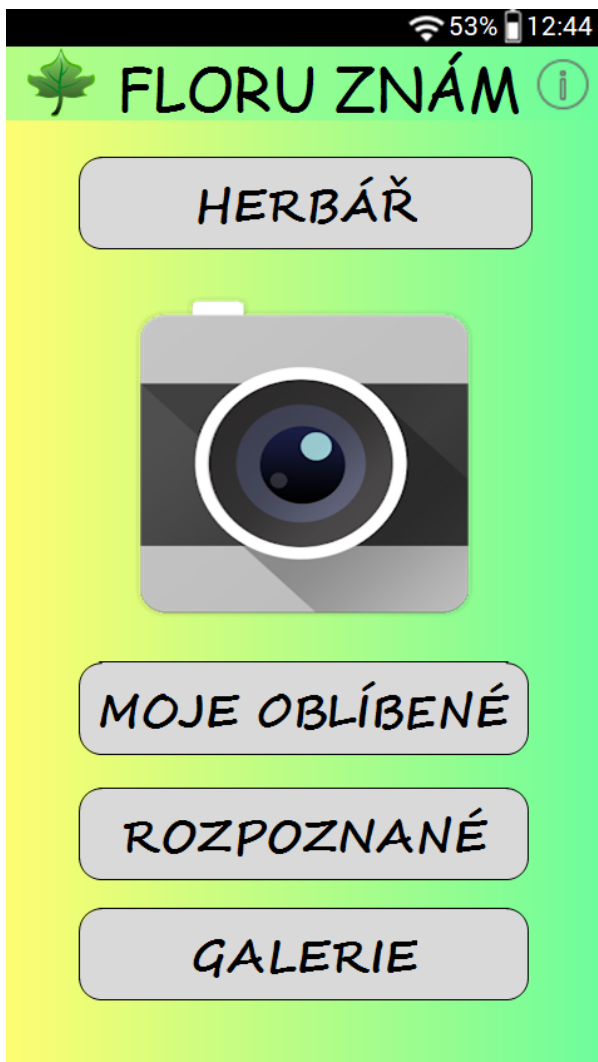 53% 12:44
FLORU ZNÁM i
HERBÁŘ
MOJE OBLÍBENÉ
ROZPOZNANÉ
GALERIE